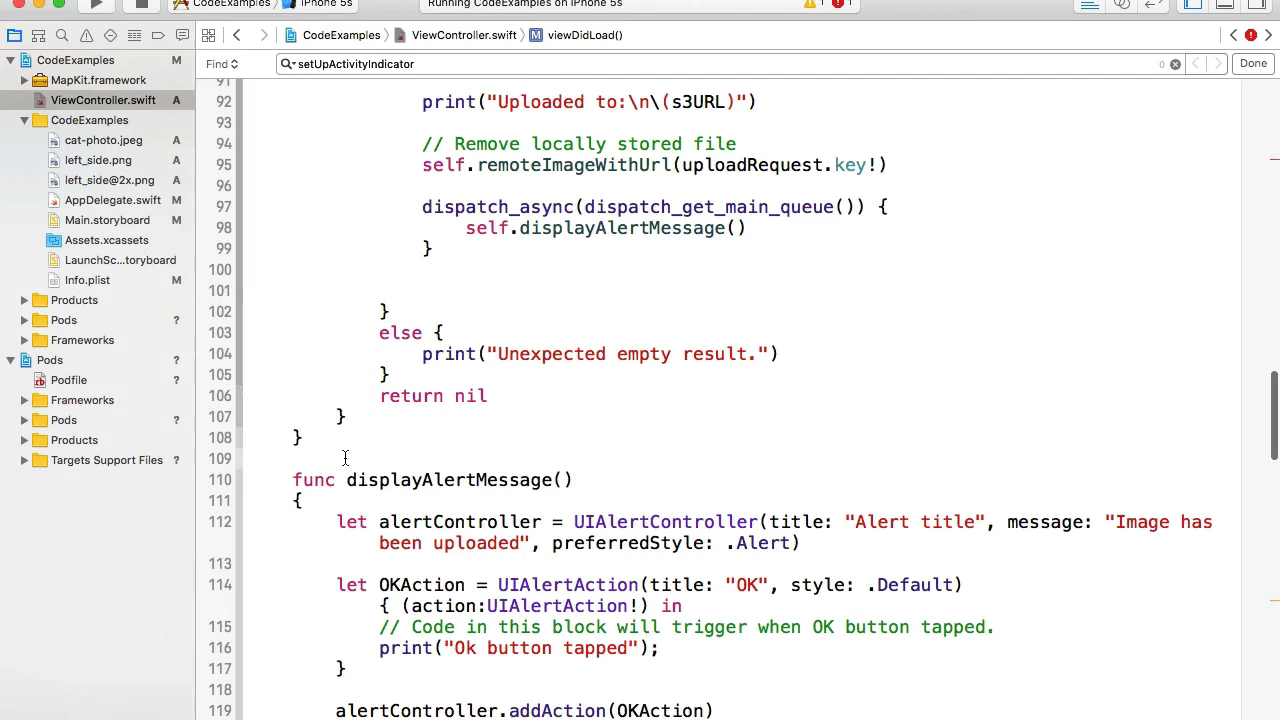 CodeExamples
iPhone 5s
Running CodeExamples on iPhone 5s
1
1
CodeExamples
ViewController.swift
M viewDidLoad()
Find
setUpActivityIndicator
0
Done
CodeExamples M
MapKit.framework
ViewController.swift A
CodeExamples
cat-photo.jpeg A
left_side.png A
left_side@2x.png A
AppDelegate.swift A
Main.storyboard M
Assets.xcassets
LaunchSc...toryboard
Info.plist M
Products
Pods ?
Frameworks
Pods ?
Podfile ?
Frameworks
Pods ?
Products
Targets Support Files ?
91
92 print("Uploaded to:\n\(s3URL)")
93
94 // Remove locally stored file
95 self.remoteImageWithUrl(uploadRequest.key!)
96
97 dispatch_async(dispatch_get_main_queue()) {
98 self.displayAlertMessage()
99 }
100
101
102 }
103 else {
104 print("Unexpected empty result.")
105 }
106 return nil
107 }
108 }
109
110 func displayAlertMessage()
111 {
112 let alertController = UIAlertController(title: "Alert title", message: "Image has
been uploaded", preferredStyle: .Alert)
113
114 let OKAction = UIAlertAction(title: "OK", style: .Default)
{ (action:UIAlertAction!) in
115 // Code in this block will trigger when OK button tapped.
116 print("Ok button tapped");
117 }
118
119 alertController.addAction(OKAction)